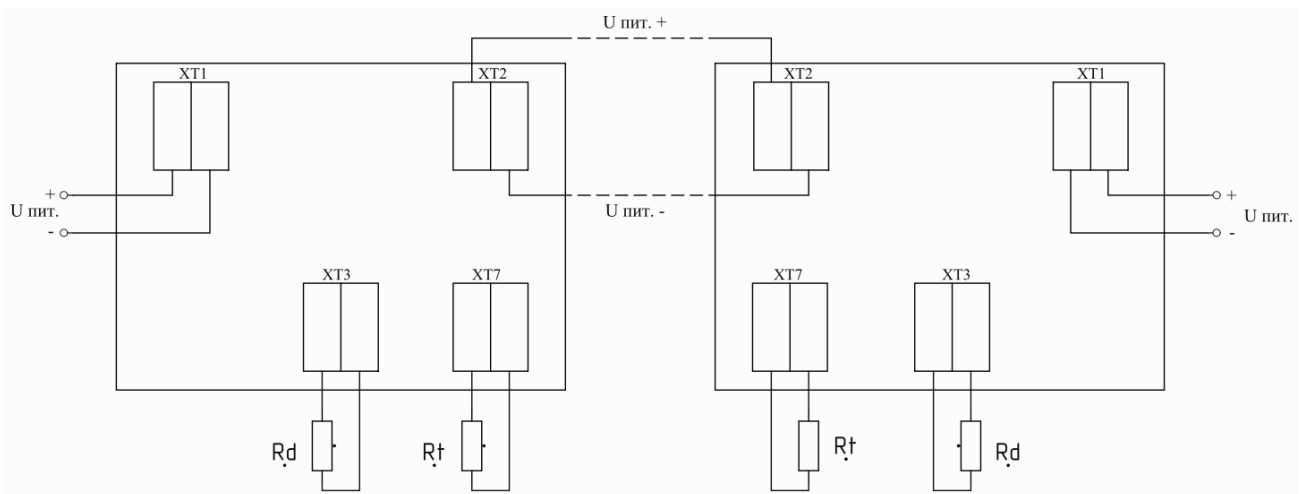 U пит. +
XT1
XT2
XT2
XT1
+
U пит.
-
U пит. -
+
U пит.
-
XT3
XT7
XT7
XT3
Rd
Rt
Rt
Rd